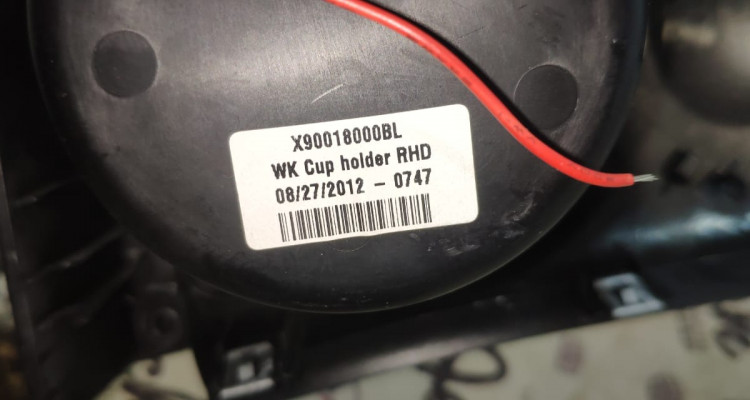 X90018000BL
WK Cup holder RHD
08/27/2012 - 0747